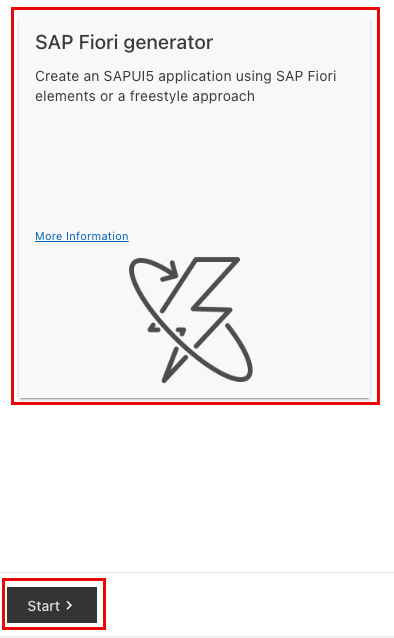 SAP Fiori generator
Create an SAPUI5 application using SAP Fiori
elements or a freestyle approach
More Information
Start